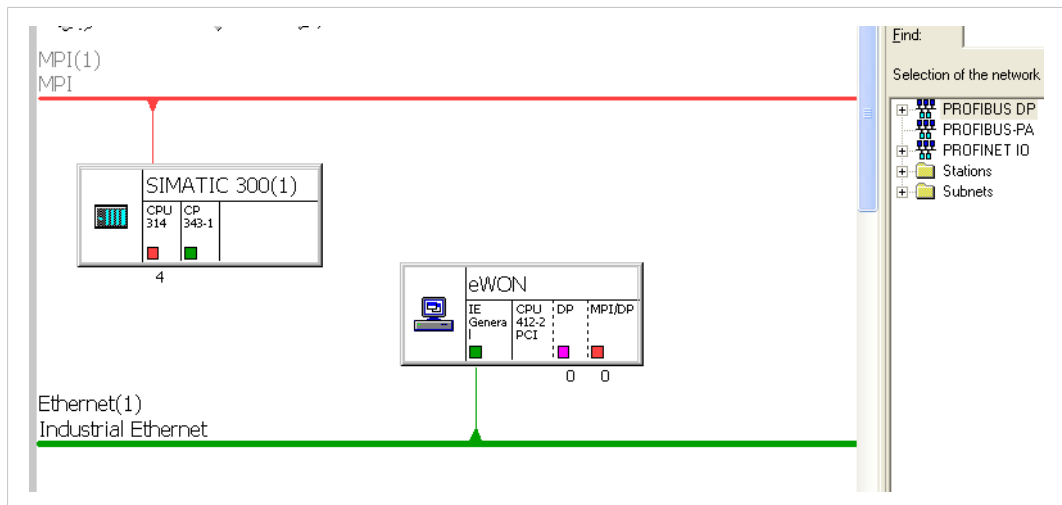 MPI(1)
MPI
SIMATIC 300(1)
CPU 314
CP 343-1
4
eWON
IE Genera l
CPU 412-2 PCI
DP
MPI/DP
0 0
Ethernet(1)
Industrial Ethernet
Find:
Selection of the network
PROFIBUS DP
PROFIBUS-PA
PROFINET IO
Stations
Subnets